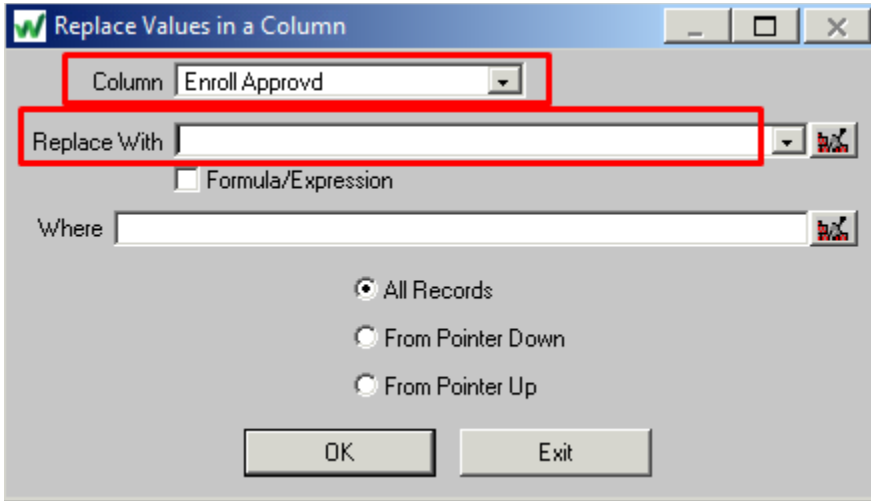 Replace Values in a Column
Column Enroll Approvd
Replace With
Formula/Expression
Where
All Records
From Pointer Down
From Pointer Up
OK Exit